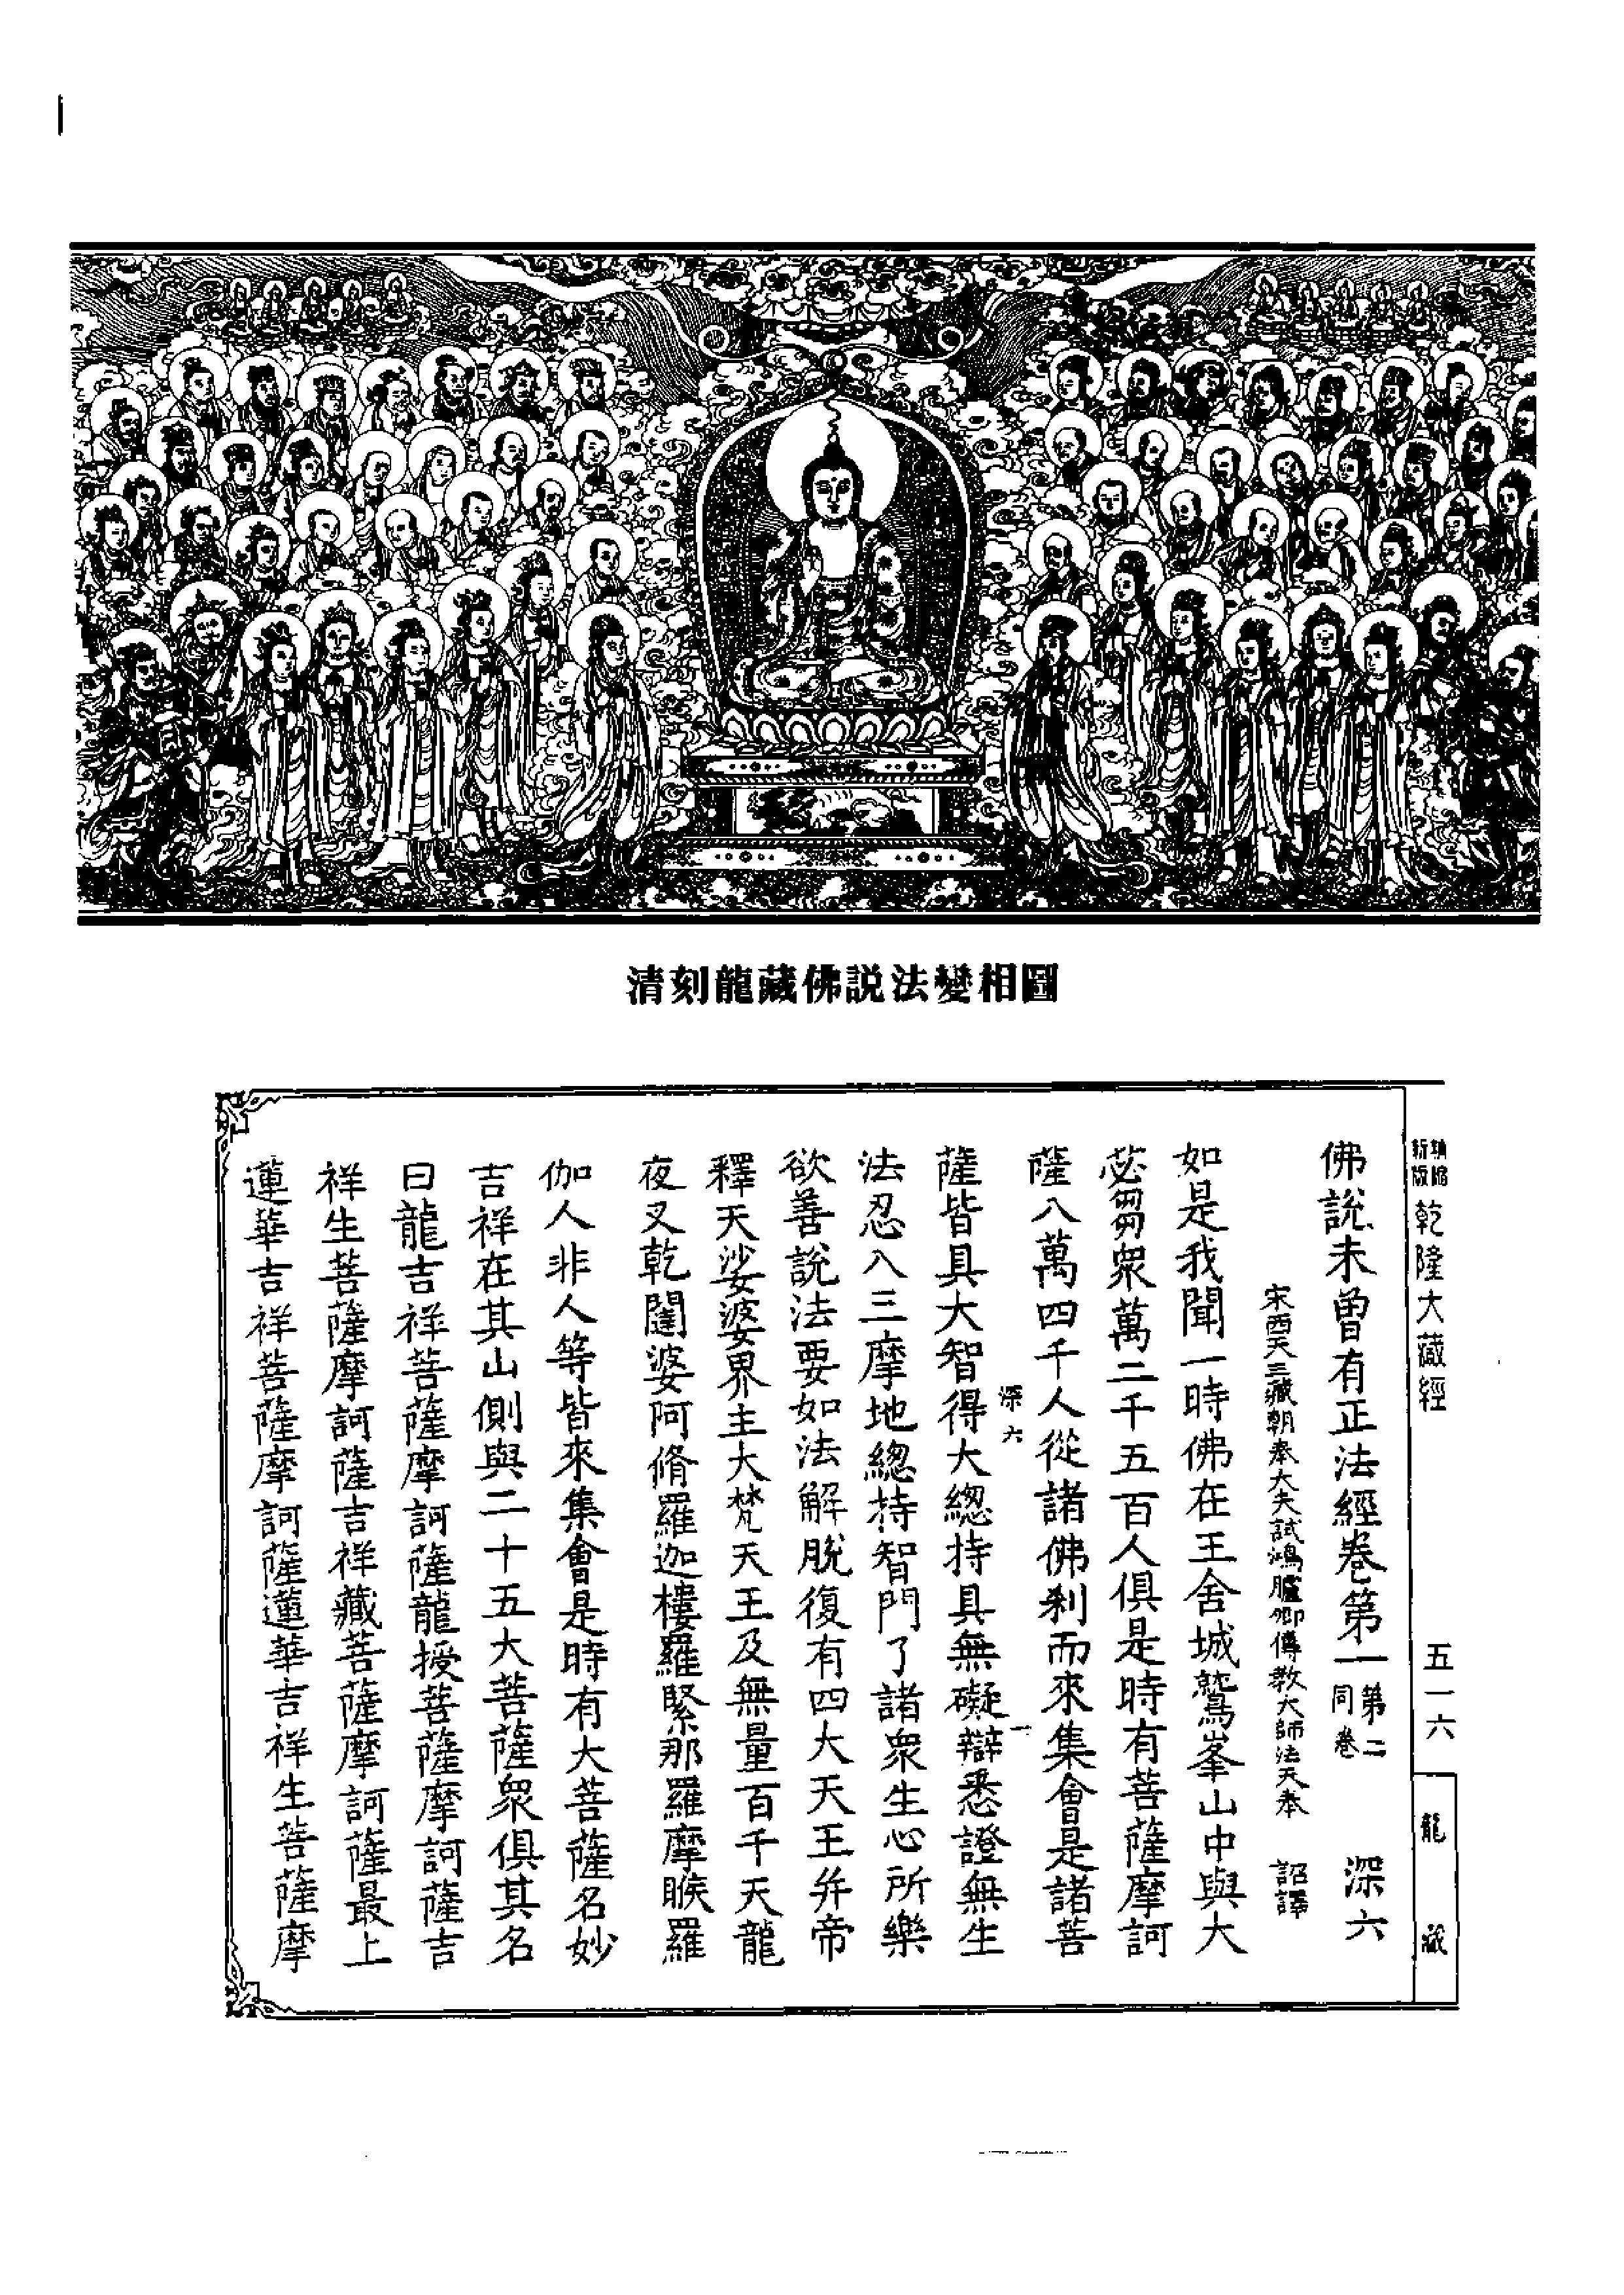 清刻龍藏佛説法變相圖
新版
乾隆大藏經
五一六
龍藏
佛說未曾有正法經卷第一 第二同卷 深六
宋西天三藏朝奉大夫試鴻臚卿傳教大師法天奉 詔譯
如是我聞一時佛在王舍城鷲峯山中與大
苾芻衆萬二千五百人俱是時有菩薩摩訶
薩八萬四千人從諸佛剎而來集會是諸菩
深六
薩皆具大智得大總持具無礙辯悉證無生
法忍入三摩地總持智門了諸衆生心所樂
欲善說法要如法解脫復有四大天王并帝
釋天娑婆界主大梵天王及無量百千天龍
夜叉乾闥婆阿脩羅迦樓羅緊那羅摩睺羅
伽人非人等皆來集會是時有大菩薩名妙
吉祥在其山側與二十五大菩薩衆俱其名
曰龍吉祥菩薩摩訶薩龍授菩薩摩訶薩吉
祥生菩薩摩訶薩吉祥藏菩薩摩訶薩最上
蓮華吉祥菩薩摩訶薩蓮華吉祥生菩薩摩